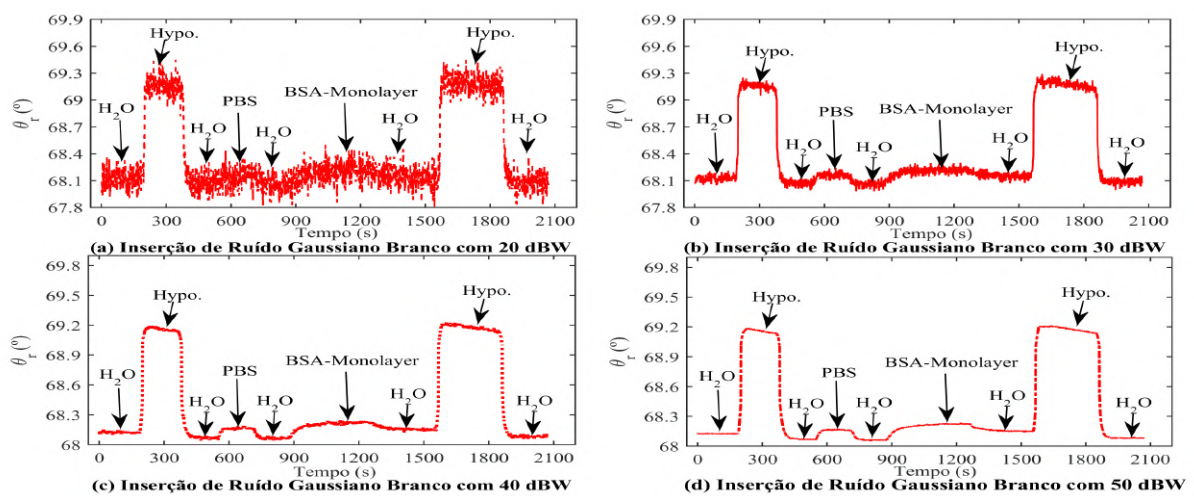 69.9
69.6
69.3
69
68.7
68.4
68.1
67.8
θr (º)
Hypo.
Hypo.
H2O
H2O
PBS
H2O
BSA-Monolayer
H2O
H2O
0 300 600 900 1200 1500 1800 2100
Tempo (s)
(a) Inserção de Ruído Gaussiano Branco com 20 dBW
69.9
69.6
69.3
69
68.7
68.4
68.1
67.8
θr (º)
Hypo.
Hypo.
H2O
H2O
PBS
H2O
BSA-Monolayer
H2O
H2O
0 300 600 900 1200 1500 1800 2100
Tempo (s)
(b) Inserção de Ruído Gaussiano Branco com 30 dBW
69.8
69.5
69.2
68.9
68.6
68.3
68
θr (º)
Hypo.
Hypo.
H2O
H2O
PBS
H2O
BSA-Monolayer
H2O
H2O
0 300 600 900 1200 1500 1800 2100
Tempo (s)
(c) Inserção de Ruído Gaussiano Branco com 40 dBW
69.8
69.5
69.2
68.9
68.6
68.3
68
θr (º)
Hypo.
Hypo.
H2O
H2O
PBS
H2O
BSA-Monolayer
H2O
H2O
0 300 600 900 1200 1500 1800 2100
Tempo (s)
(d) Inserção de Ruído Gaussiano Branco com 50 dBW